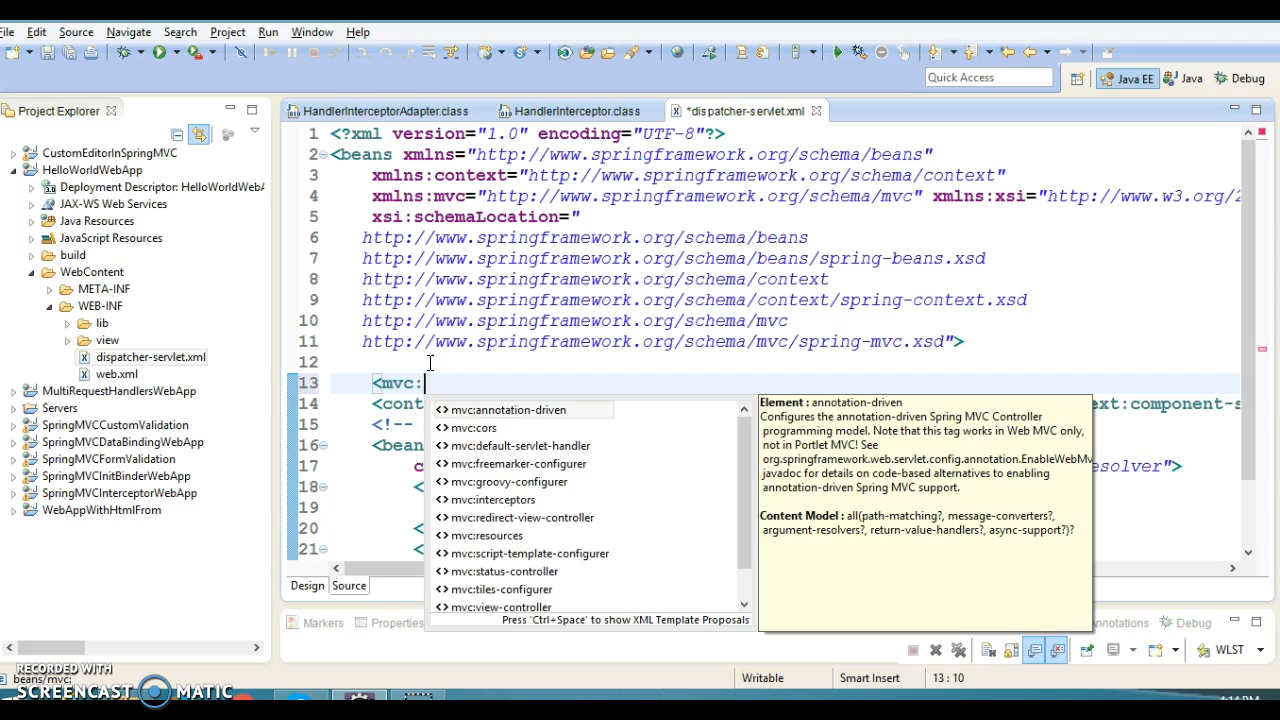 File Edit Source Navigate Search Project Run Window Help
Quick Access
Java EE
Java
Debug
Project Explorer
HandlerInterceptorAdapter.class
HandlerInterceptor.class
*dispatcher-servlet.xml
CustomEditorInSpringMVC
HelloWorldWebApp
Deployment Descriptor: HelloWorldWebA
JAX-WS Web Services
Java Resources
JavaScript Resources
build
WebContent
META-INF
WEB-INF
lib
view
dispatcher-servlet.xml
web.xml
MultiRequestHandlersWebApp
Servers
SpringMVCCustomValidation
SpringMVCDataBindingWebApp
SpringMVCFormValidation
SpringMVCInitBinderWebApp
SpringMVCInterceptorWebApp
WebAppWithHtmlFrom
1 <?xml version="1.0" encoding="UTF-8"?>
2 <beans xmlns="http://www.springframework.org/schema/beans"
3 xmlns:context="http://www.springframework.org/schema/context"
4 xmlns:mvc="http://www.springframework.org/schema/mvc" xmlns:xsi="http://www.w3.org/2
5 xsi:schemaLocation="
6 http://www.springframework.org/schema/beans
7 http://www.springframework.org/schema/beans/spring-beans.xsd
8 http://www.springframework.org/schema/context
9 http://www.springframework.org/schema/context/spring-context.xsd
10 http://www.springframework.org/schema/mvc
11 http://www.springframework.org/schema/mvc/spring-mvc.xsd">
12
13 <mvc:
14 <cont ext:component-s
15 <!--
16 <bean
17 c esolver">
18 <
19
20 <
21 <
<> mvc:annotation-driven
<> mvc:cors
<> mvc:default-servlet-handler
<> mvc:freemarker-configurer
<> mvc:groovy-configurer
<> mvc:interceptors
<> mvc:redirect-view-controller
<> mvc:resources
<> mvc:script-template-configurer
<> mvc:status-controller
<> mvc:tiles-configurer
<> mvc:view-controller
Press 'Ctrl+Space' to show XML Template Proposals
Element : annotation-driven
Configures the annotation-driven Spring MVC Controller
programming model. Note that this tag works in Web MVC only,
not in Portlet MVC! See
org.springframework.web.servlet.config.annotation.EnableWebMv
javadoc for details on code-based alternatives to enabling
annotation-driven Spring MVC support.
Content Model : all(path-matching?, message-converters?,
argument-resolvers?, return-value-handlers?, async-support?)?
Design Source
Markers
Properties
Annotations
Debug
WLST
beans/mvc:
Writable
Smart Insert
13 : 10
RECORDED WITH
SCREENCAST MATIC